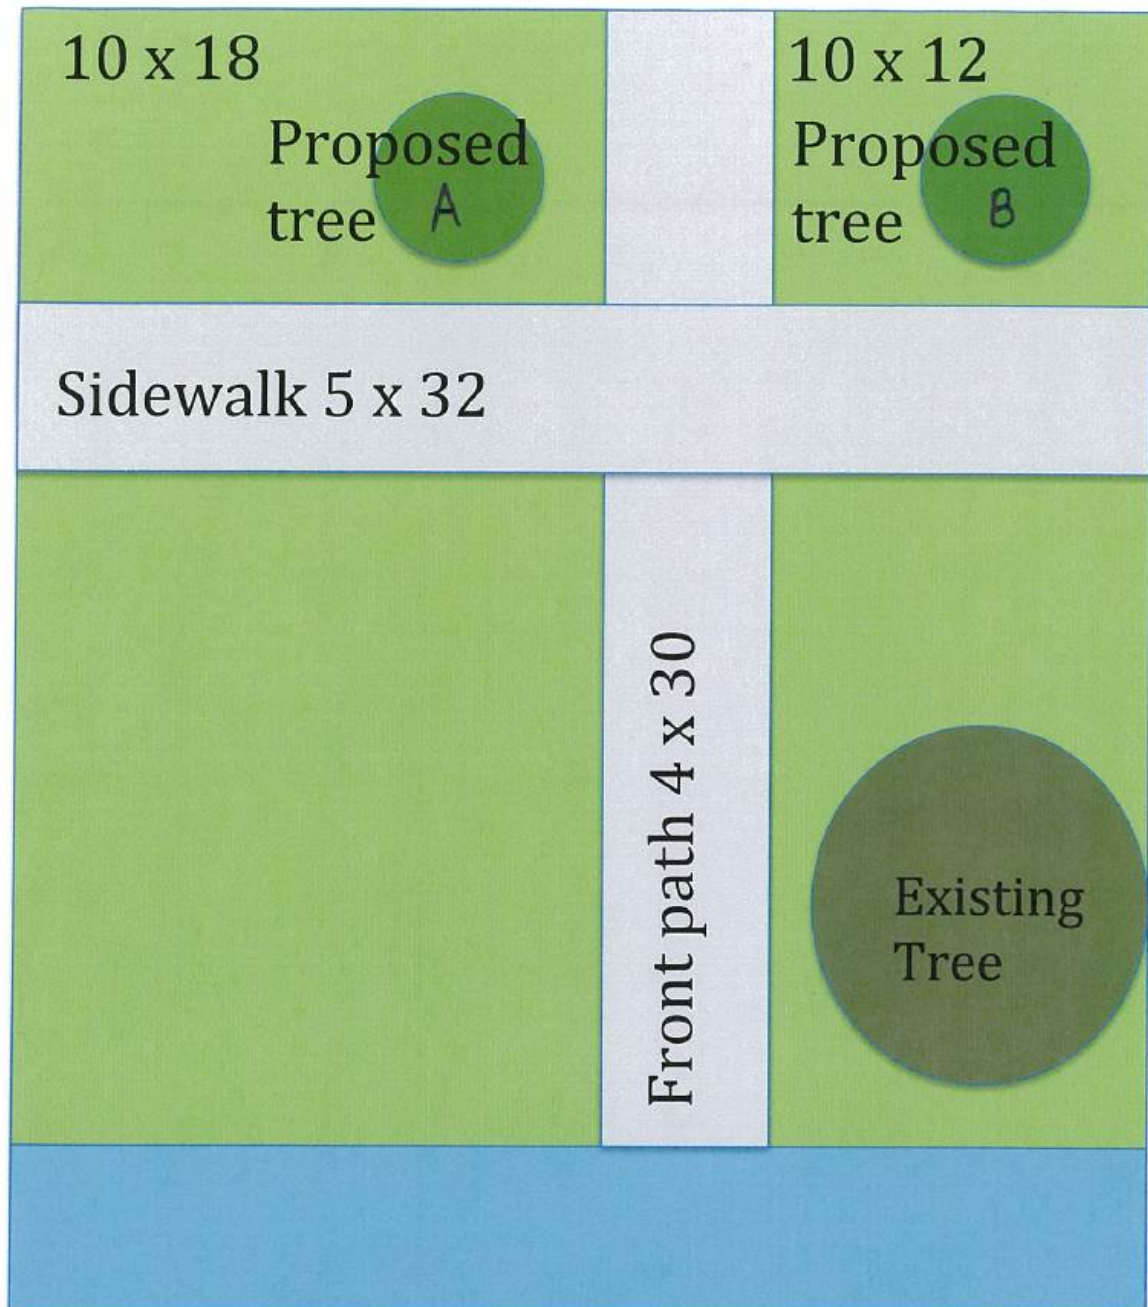 10 x 18
Proposed
tree
A
10 x 12
Proposed
tree
B
Sidewalk 5 x 32
Front path 4 x 30
Existing
Tree